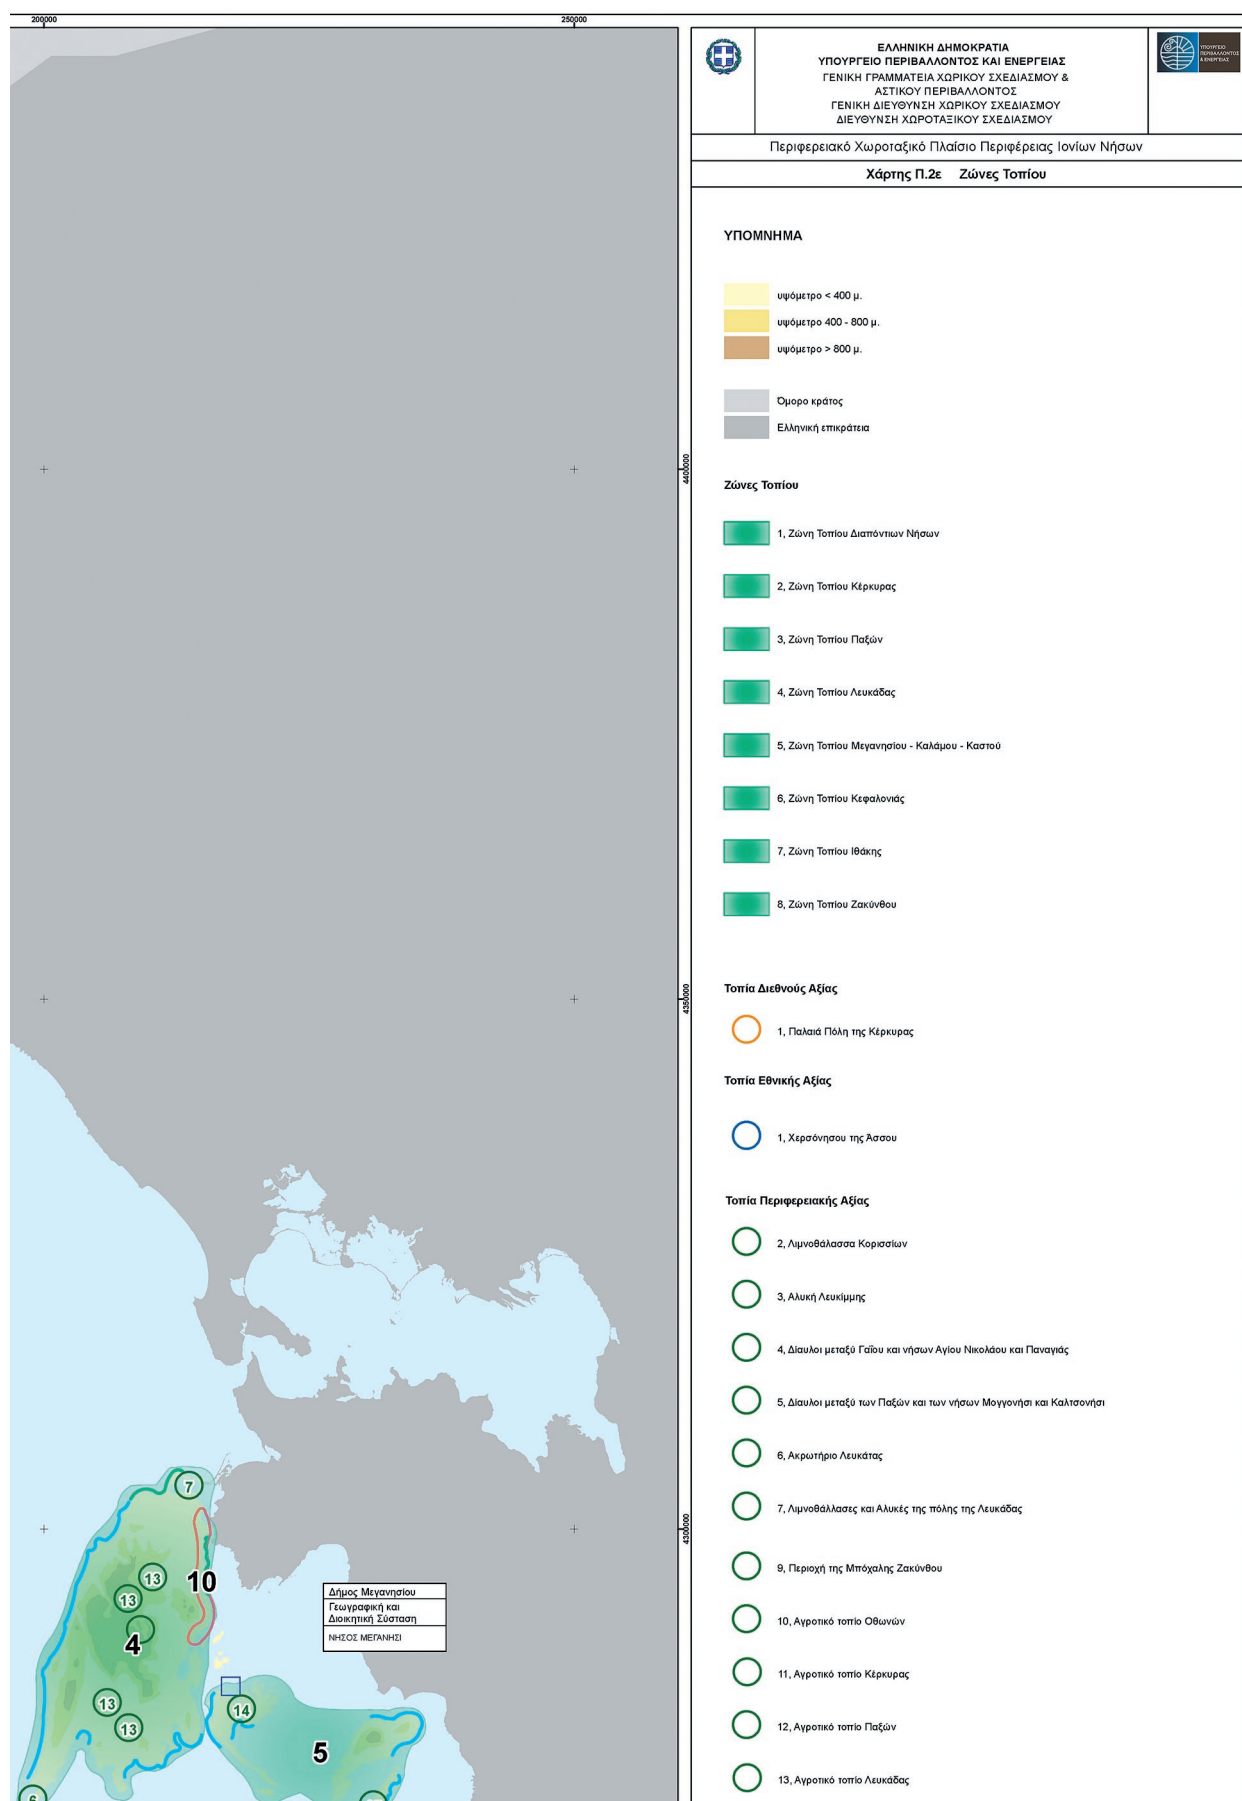 200000
250000
ΕΛΛΗΝΙΚΗ ΔΗΜΟΚΡΑΤΙΑ
ΥΠΟΥΡΓΕΙΟ ΠΕΡΙΒΑΛΛΟΝΤΟΣ ΚΑΙ ΕΝΕΡΓΕΙΑΣ
ΓΕΝΙΚΗ ΓΡΑΜΜΑΤΕΙΑ ΧΩΡΙΚΟΥ ΣΧΕΔΙΑΣΜΟΥ &
ΑΣΤΙΚΟΥ ΠΕΡΙΒΑΛΛΟΝΤΟΣ
ΓΕΝΙΚΗ ΔΙΕΥΘΥΝΣΗ ΧΩΡΙΚΟΥ ΣΧΕΔΙΑΣΜΟΥ
ΔΙΕΥΘΥΝΣΗ ΧΩΡΟΤΑΞΙΚΟΥ ΣΧΕΔΙΑΣΜΟΥ
ΥΠΟΥΡΓΕΙΟ
ΠΕΡΙΒΑΛΛΟΝΤΟΣ
& ΕΝΕΡΓΕΙΑΣ
Περιφερειακό Χωροταξικό Πλαίσιο Περιφέρειας Ιονίων Νήσων
Χάρτης Π.2ε Ζώνες Τοπίου
ΥΠΟΜΝΗΜΑ
υψόμετρο < 400 μ.
υψόμετρο 400 - 800 μ.
υψόμετρο > 800 μ.
Όμορο κράτος
Ελληνική επικράτεια
Ζώνες Τοπίου
1, Ζώνη Τοπίου Διαπόντιων Νήσων
2, Ζώνη Τοπίου Κέρκυρας
3, Ζώνη Τοπίου Παξών
4, Ζώνη Τοπίου Λευκάδας
5, Ζώνη Τοπίου Μεγανησίου - Καλάμου - Καστού
6, Ζώνη Τοπίου Κεφαλονιάς
7, Ζώνη Τοπίου Ιθάκης
8, Ζώνη Τοπίου Ζακύνθου
Τοπία Διεθνούς Αξίας
1, Παλαιά Πόλη της Κέρκυρας
Τοπία Εθνικής Αξίας
1, Χερσόνησου της Άσσου
Τοπία Περιφερειακής Αξίας
2, Λιμνοθάλασσα Κορισσίων
3, Αλυκή Λευκίμμης
4, Δίαυλοι μεταξύ Γαΐου και νήσων Αγίου Νικολάου και Παναγιάς
5, Δίαυλοι μεταξύ των Παξών και των νήσων Μογγονήσι και Καλτσονήσι
6, Ακρωτήριο Λευκάτας
7, Λιμνοθάλλασες και Αλυκές της πόλης της Λευκάδας
9, Περιοχή της Μπόχαλης Ζακύνθου
10, Αγροτικό τοπίο Οθωνών
11, Αγροτικό τοπίο Κέρκυρας
12, Αγροτικό τοπίο Παξών
13, Αγροτικό τοπίο Λευκάδας
4400000
4350000
4300000
7
13
10
13
4
13
13
6
14
5
Δήμος Μεγανησίου
Γεωγραφική και
Διοικητική Σύσταση
ΝΗΣΟΣ ΜΕΓΑΝΗΣΙ